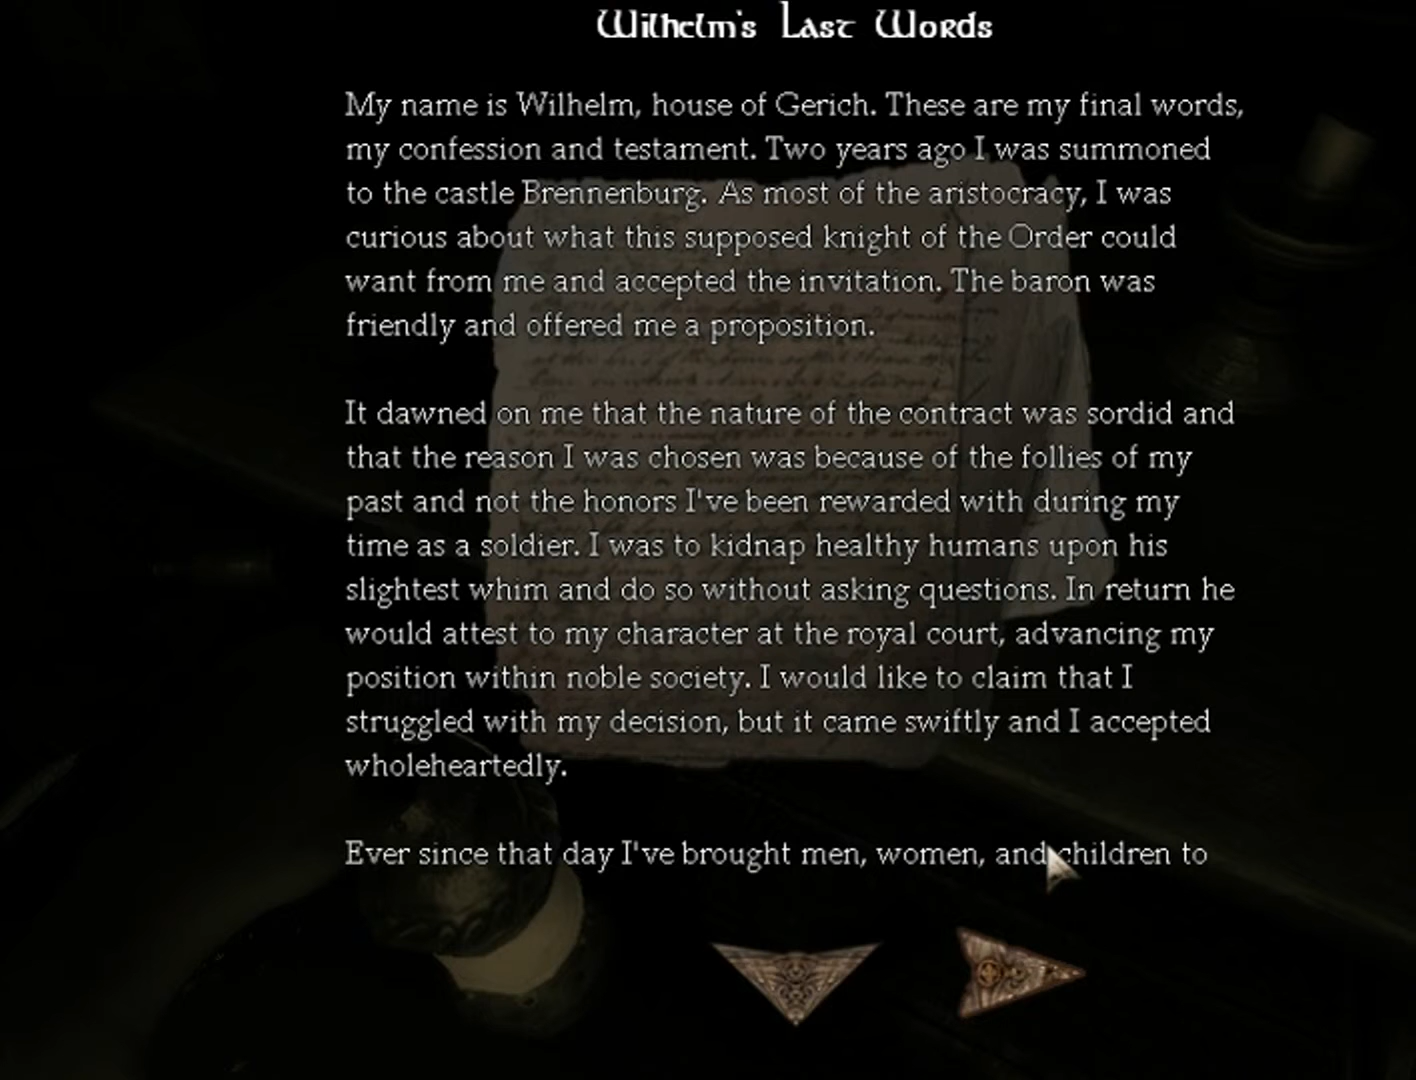 Wilhelm's Last Words
My name is Wilhelm, house of Gerich. These are my final words,
my confession and testament. Two years ago I was summoned
to the castle Brennenburg. As most of the aristocracy, I was
curious about what this supposed knight of the Order could
want from me and accepted the invitation. The baron was
friendly and offered me a proposition.
It dawned on me that the nature of the contract was sordid and
that the reason I was chosen was because of the follies of my
past and not the honors I've been rewarded with during my
time as a soldier. I was to kidnap healthy humans upon his
slightest whim and do so without asking questions. In return he
would attest to my character at the royal court, advancing my
position within noble society. I would like to claim that I
struggled with my decision, but it came swiftly and I accepted
wholeheartedly.
Ever since that day I've brought men, women, and children to